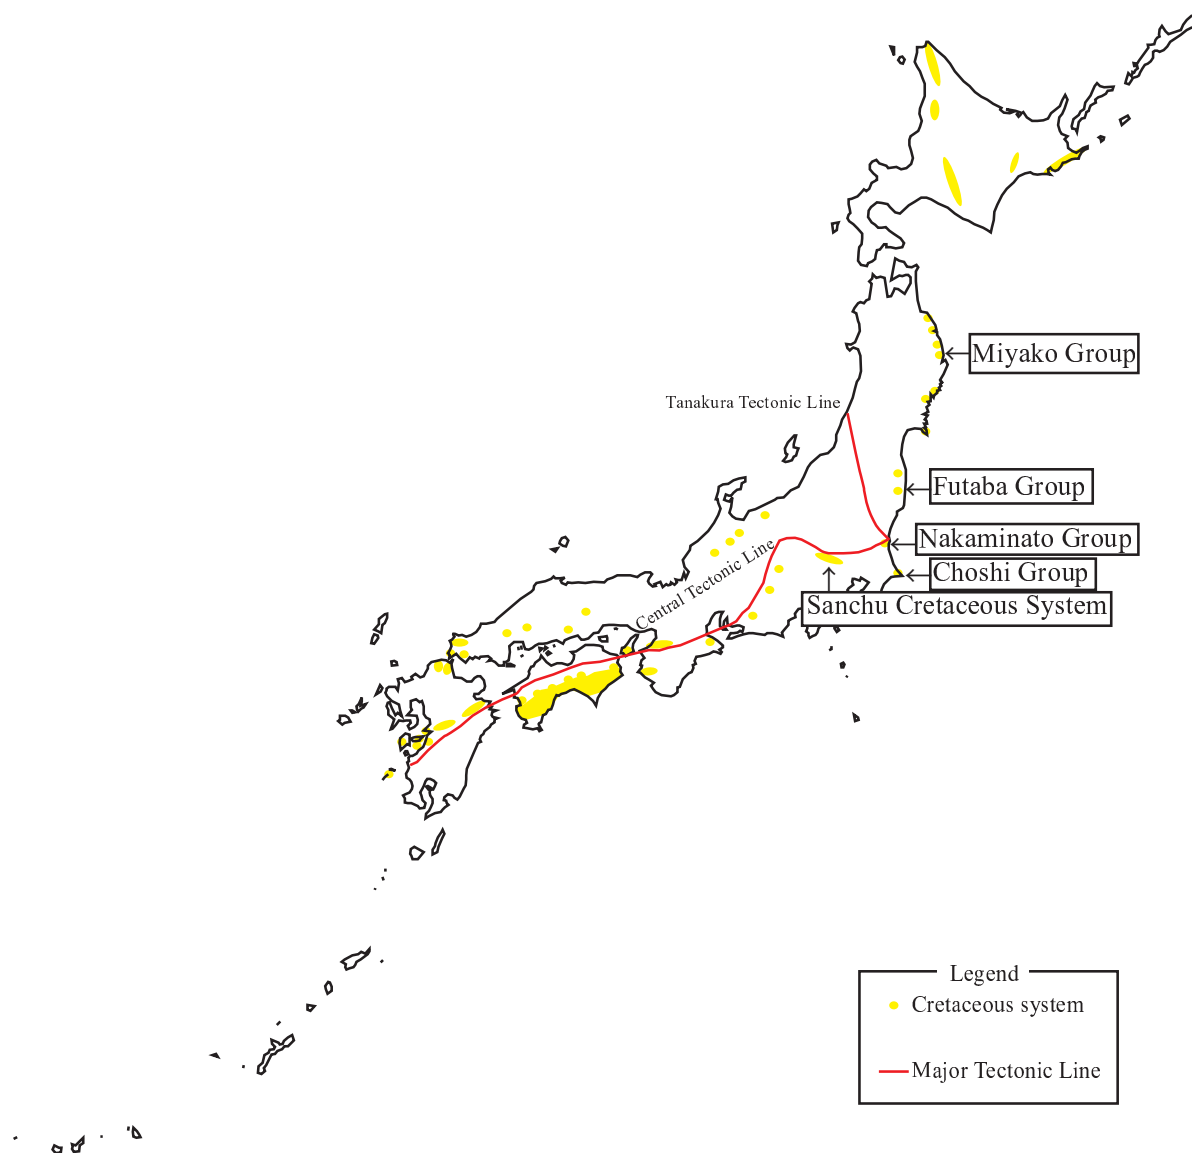 Miyako Group
Tanakura Tectonic Line
Futaba Group
Nakaminato Group
Central Tectonic Line
Choshi Group
Sanchu Cretaceous System
Legend
Cretaceous system
Major Tectonic Line